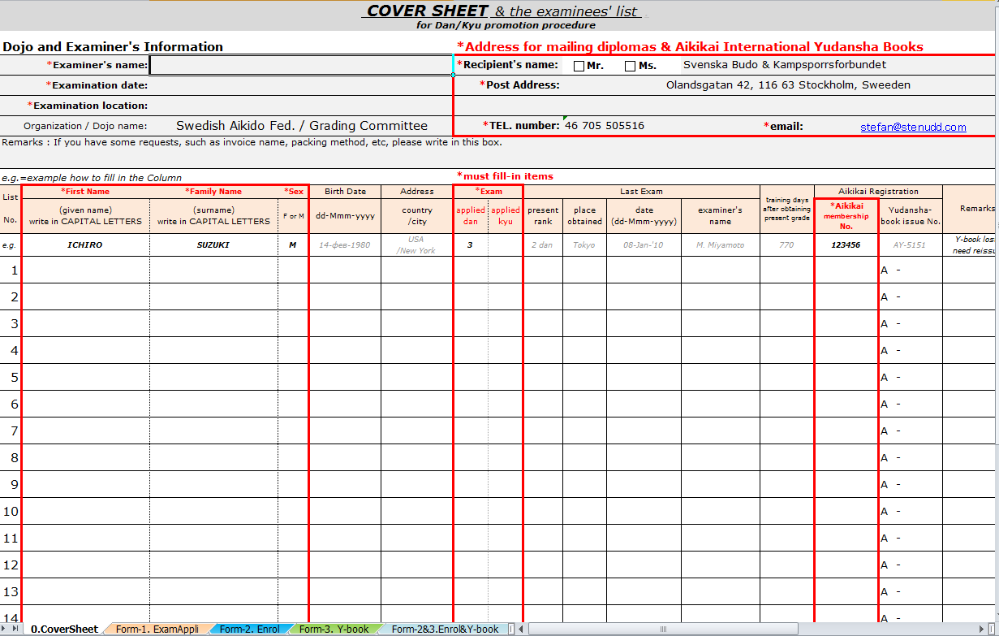 COVER SHEET & the examinees' list
for Dan/Kyu promotion procedure
Dojo and Examiner's Information
*Address for mailing diplomas & Aikikai International Yudansha Books
*Examiner's name:
*Recipient's name: Mr. Ms. Svenska Budo & Kampsporrsforbundet
*Examination date:
*Post Address: Olandsgatan 42, 116 63 Stockholm, Sweeden
*Examination location:
Organization / Dojo name: Swedish Aikido Fed. / Grading Committee
*TEL. number: 46 705 505516 *email: stefan@stenudd.com
Remarks : If you have some requests, such as invoice name, packing method, etc, please write in this box.
e.g.=example how to fill in the Column
*must fill-in items
List
No.
*First Name
(given name)
write in CAPITAL LETTERS
*Family Name
(surname)
write in CAPITAL LETTERS
*Sex
F or M
Birth Date
dd-Mmm-yyyy
Address
country
/city
*Exam
applied
dan
applied
kyu
Last Exam
present
rank
place
obtained
date
(dd-Mmm-yyyy)
examiner's
name
training days
after obtaining
present grade
Aikikai Registration
*Aikikai
membership
No.
Yudansha-
book issue No.
Remarks
e.g. ICHIRO SUZUKI M 14-фев-1980 USA
/New York 3 2 dan Tokyo 08-Jan-'10 M. Miyamoto 770 123456 AY-5151 Y-book los
need reissu
1 A -
2 A -
3 A -
4 A -
5 A -
6 A -
7 A -
8 A -
9 A -
10 A -
11 A -
12 A -
13 A -
14 A -
0.CoverSheet Form-1. ExamAppli Form-2. Enrol Form-3. Y-book Form-2&3.Enrol&Y-book